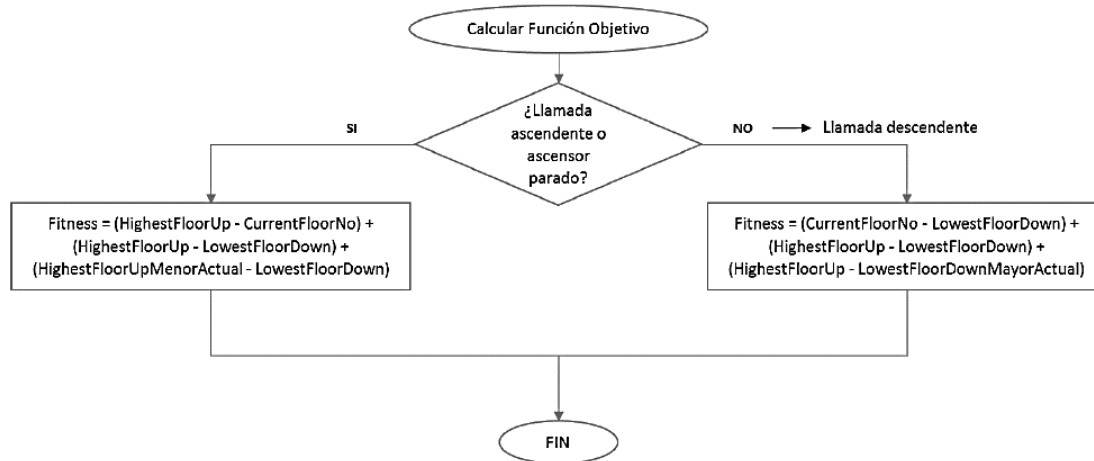 Calcular Función Objetivo
¿Llamada
ascendente o
ascensor
parado?
SI
NO
Llamada descendente
Fitness = (HighestFloorUp - CurrentFloorNo) +
(HighestFloorUp - LowestFloorDown) +
(HighestFloorUpMenorActual - LowestFloorDown)
Fitness = (CurrentFloorNo - LowestFloorDown) +
(HighestFloorUp - LowestFloorDown) +
(HighestFloorUp - LowestFloorDownMayorActual)
FIN